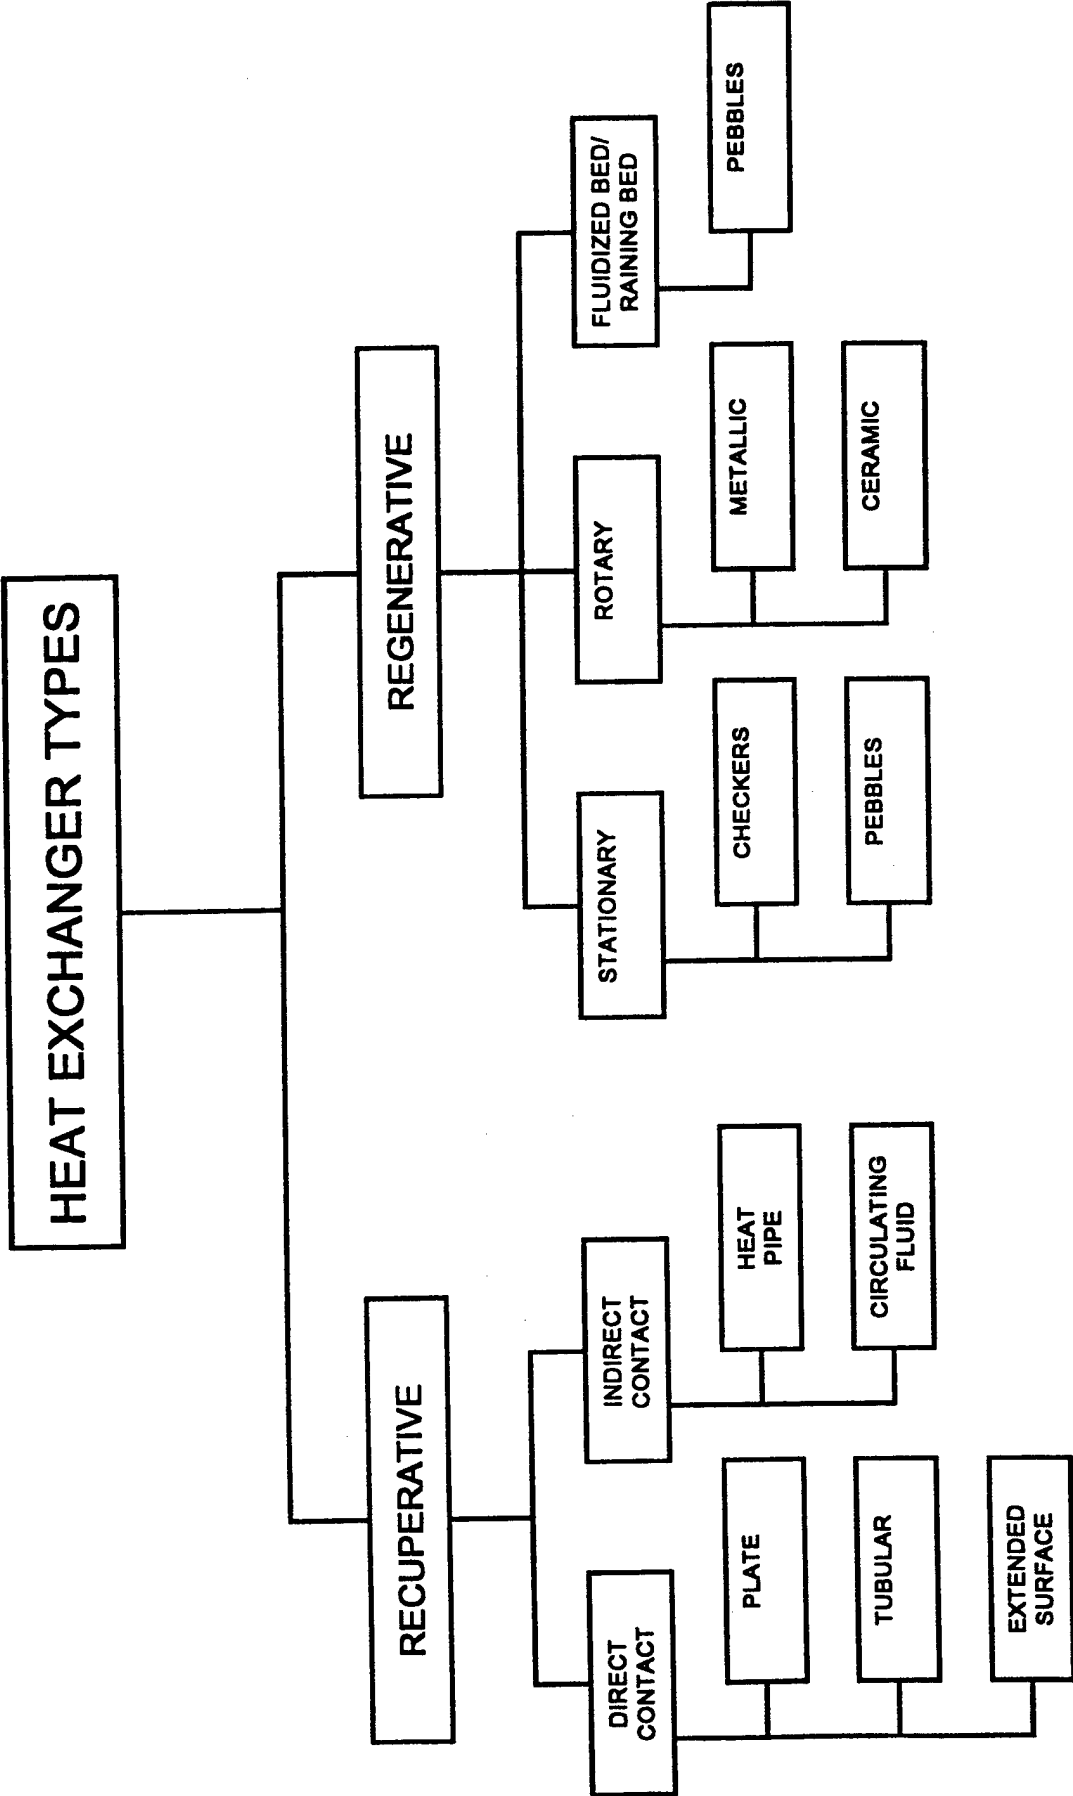 HEAT EXCHANGER TYPES
RECUPERATIVE
REGENERATIVE
DIRECT
CONTACT
INDIRECT
CONTACT
STATIONARY
ROTARY
FLUIDIZED BED/
RAINING BED
PLATE
TUBULAR
EXTENDED
SURFACE
HEAT
PIPE
CIRCULATING
FLUID
CHECKERS
PEBBLES
METALLIC
CERAMIC
PEBBLES